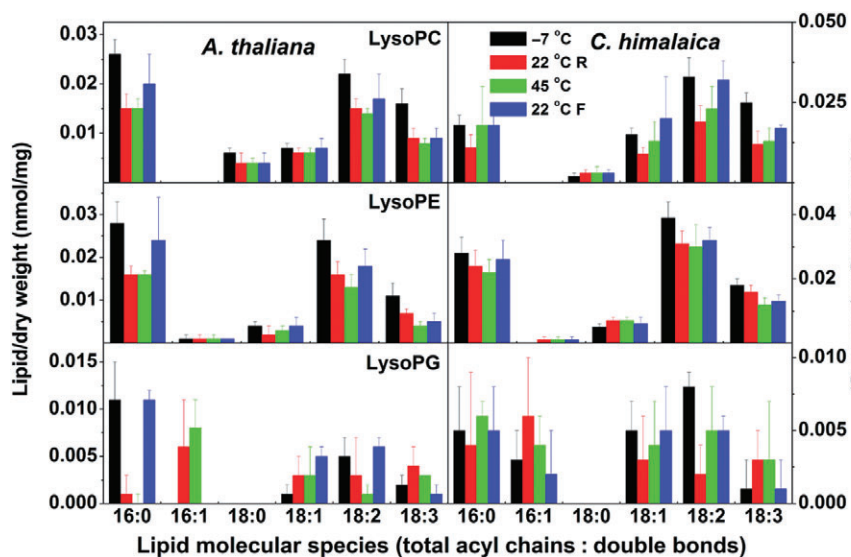 A. thaliana
LysoPC
C. himalaica
–7 °C
22 °C R
45 °C
22 °C F
0.03
0.02
0.01
0.050
0.025
LysoPE
0.03
0.02
0.01
0.04
0.02
LysoPG
0.015
0.010
0.005
0.000
0.010
0.005
0.000
Lipid/dry weight (nmol/mg)
16:0 16:1 18:0 18:1 18:2 18:3 16:0 16:1 18:0 18:1 18:2 18:3
Lipid molecular species (total acyl chains : double bonds)